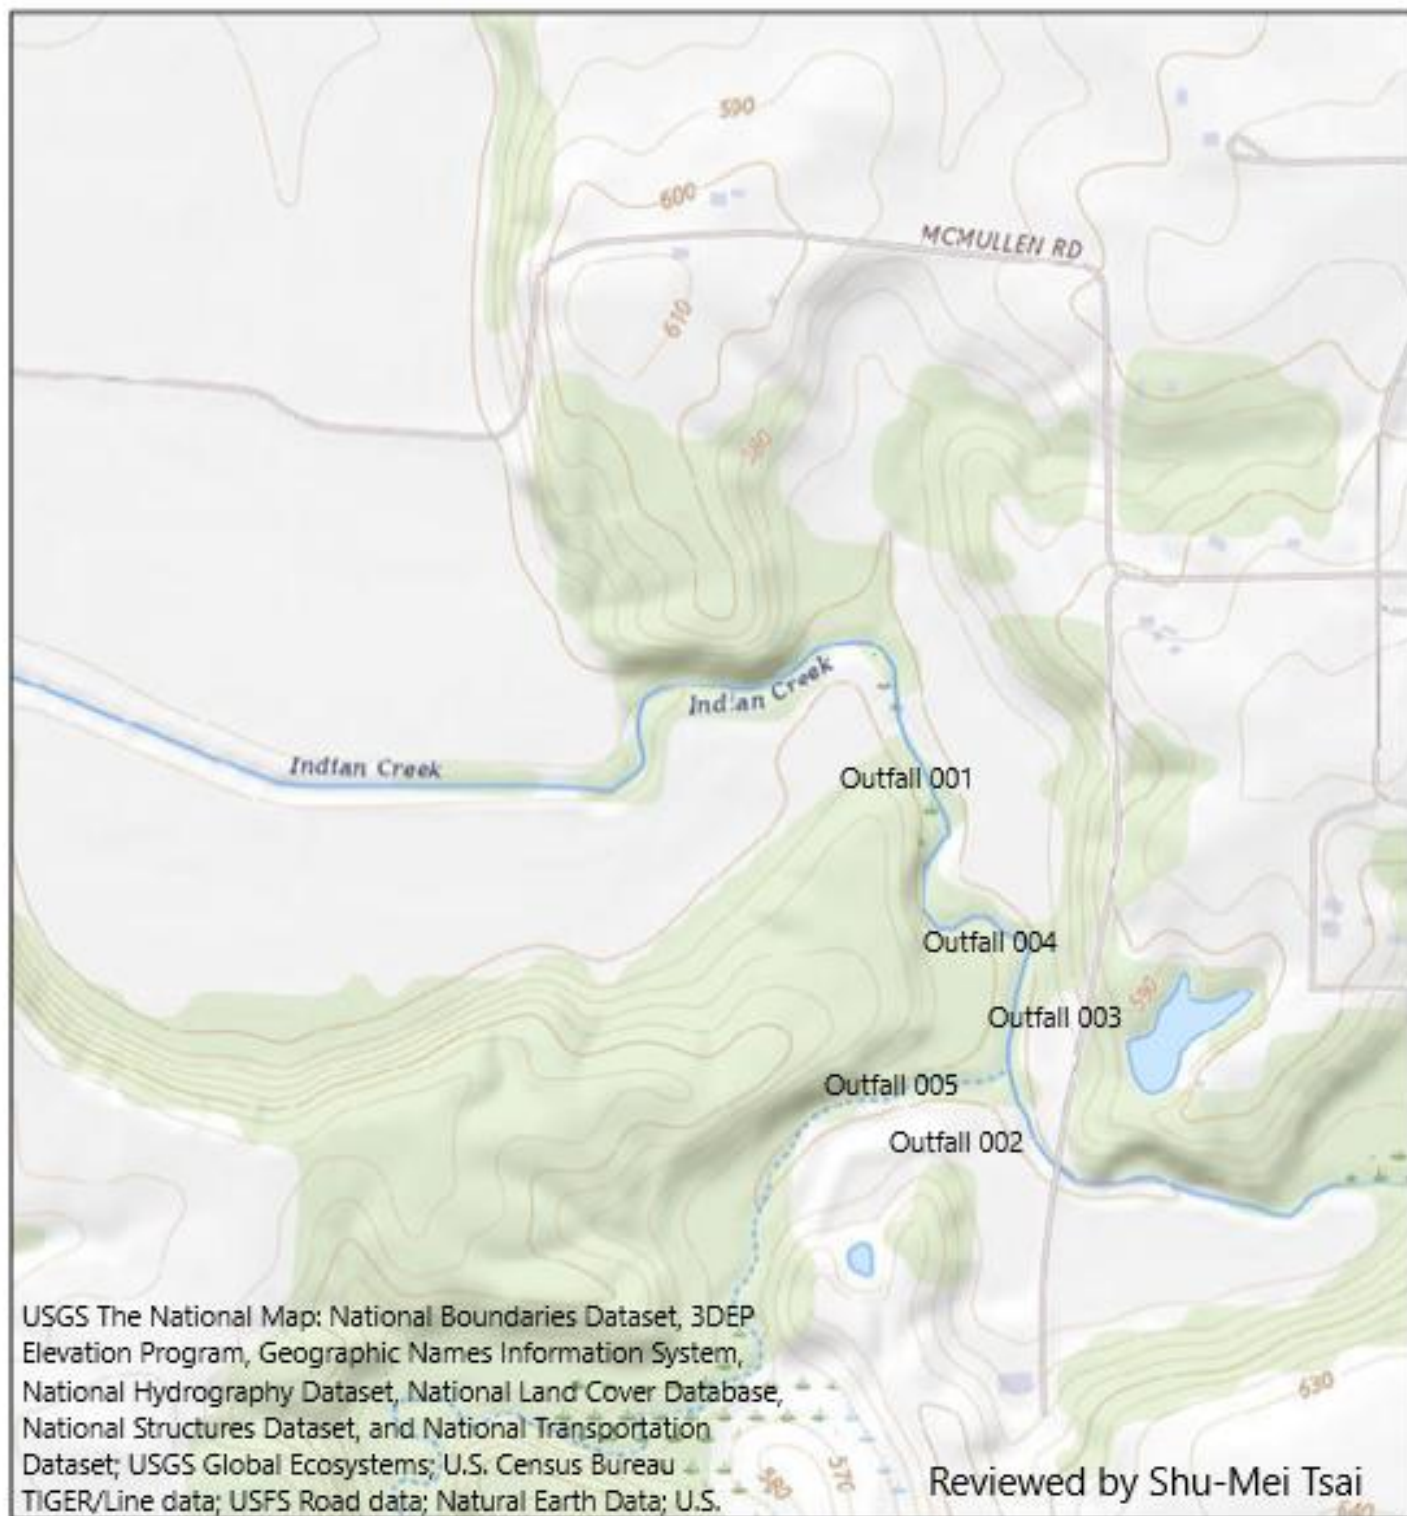 590
600
MCMULLEN RD
610
580
Indian Creek
Indian Creek
Outfall 001
Outfall 004
590
Outfall 003
Outfall 005
Outfall 002
USGS The National Map: National Boundaries Dataset, 3DEP
Elevation Program, Geographic Names Information System,
National Hydrography Dataset, National Land Cover Database,
National Structures Dataset, and National Transportation
Dataset; USGS Global Ecosystems; U.S. Census Bureau
TIGER/Line data; USFS Road data; Natural Earth Data; U.S.
630
580
570
Reviewed by Shu-Mei Tsai
640